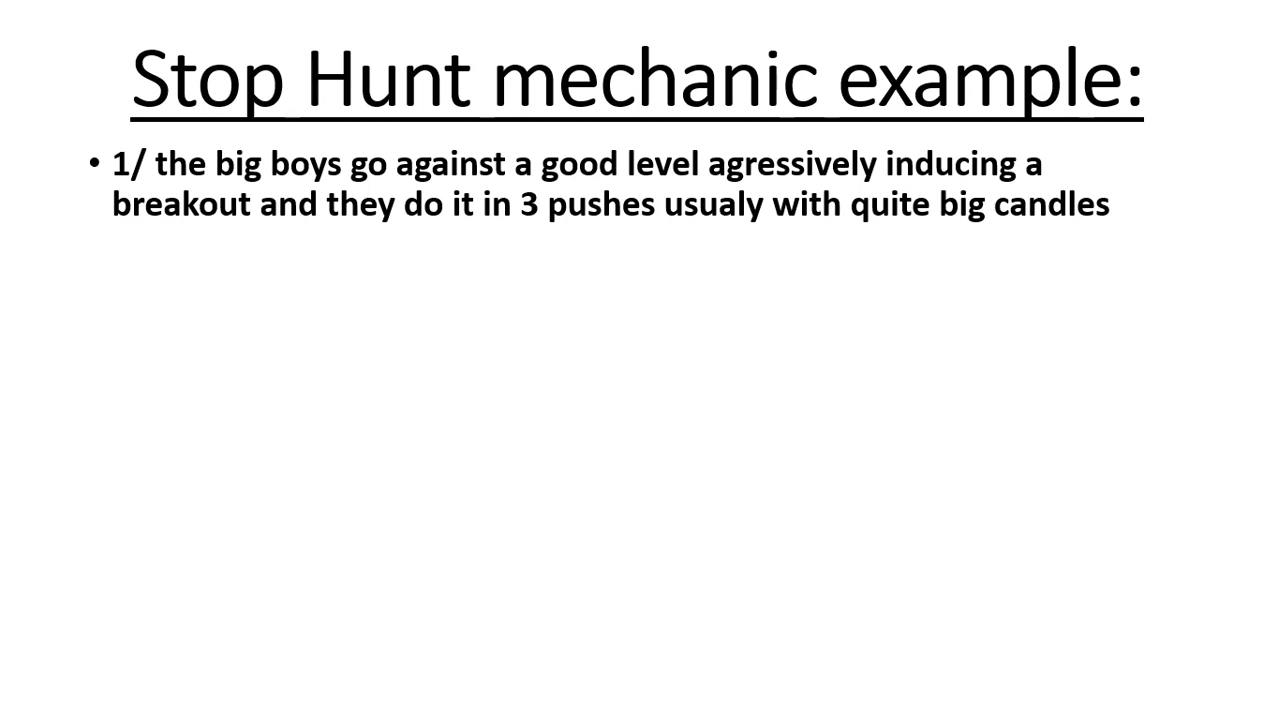 Stop Hunt mechanic example:
• 1/ the big boys go against a good level agressively inducing a
breakout and they do it in 3 pushes usualy with quite big candles